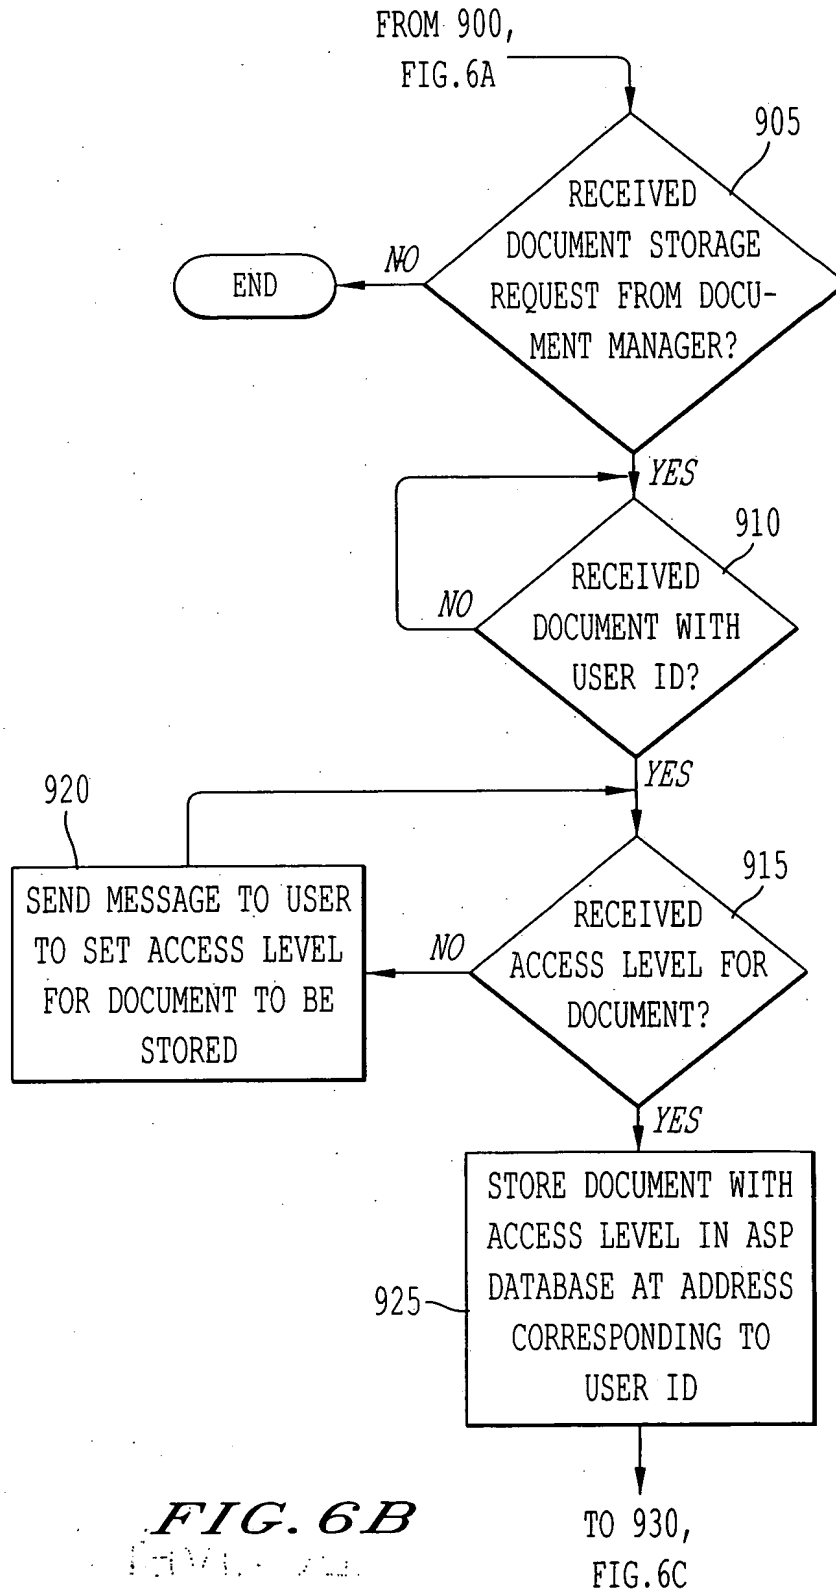 FROM 900,
FIG.6A
905
RECEIVED
DOCUMENT STORAGE
REQUEST FROM DOCU-
MENT MANAGER?
NO
END
YES
910
RECEIVED
DOCUMENT WITH
USER ID?
NO
YES
920
SEND MESSAGE TO USER
TO SET ACCESS LEVEL
FOR DOCUMENT TO BE
STORED
915
RECEIVED
ACCESS LEVEL FOR
DOCUMENT?
NO
YES
925
STORE DOCUMENT WITH
ACCESS LEVEL IN ASP
DATABASE AT ADDRESS
CORRESPONDING TO
USER ID
TO 930,
FIG.6C
FIG. 6B